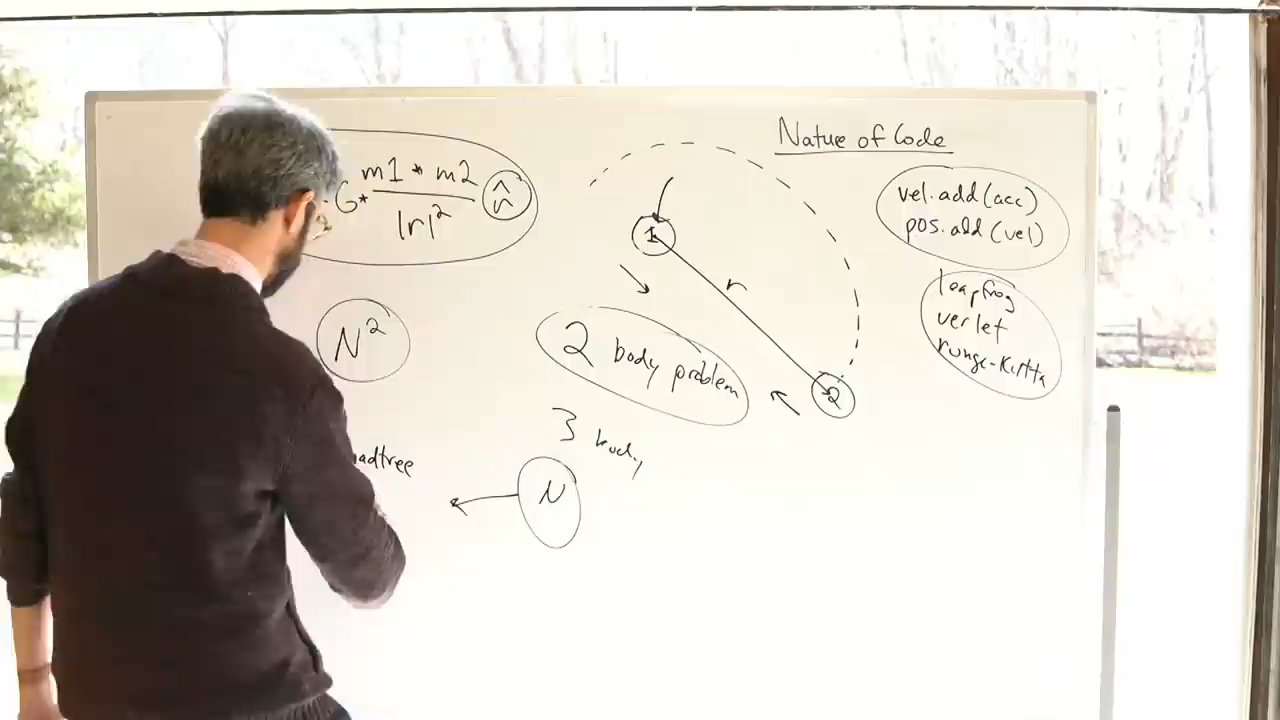 Nature of Code
G* m1 * m2
|r|²
r̂
1
r
2
vel.add(acc)
pos.add(vel)
leapfrog
verlet
runge-Kutta
N²
2 body problem
3 body
N